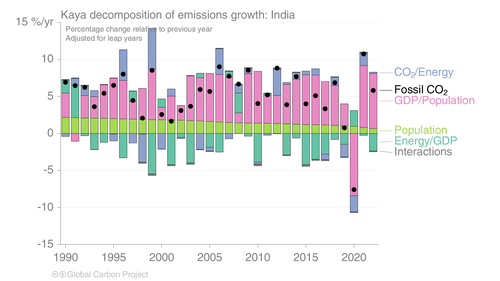 Kaya decomposition of emissions growth: India
15 %/yr
Percentage change relative to previous year
Adjusted for leap years
10
5
0
-5
-10
-15
CO2/Energy
Fossil CO2
GDP/Population
Population
Energy/GDP
Interactions
1990 1995 2000 2005 2010 2015 2020
Global Carbon Project